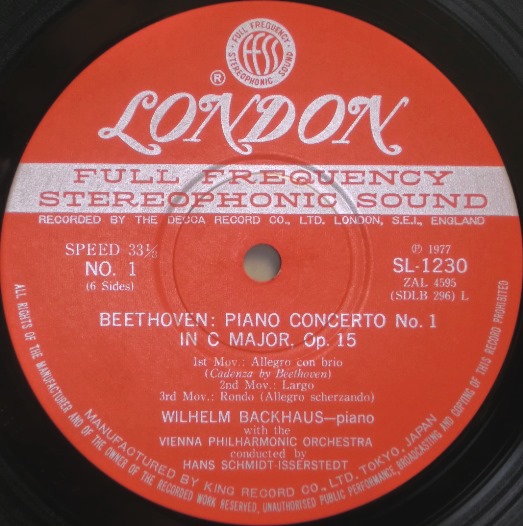 FULL FREQUENCY
ffss
STEREOPHONIC SOUND
®
LONDON
FULL FREQUENCY
STEREOPHONIC SOUND
RECORDED BY THE DECCA RECORD CO., LTD. LONDON, S.E.I., ENGLAND
SPEED 33⅓
NO. 1
(6 Sides)
℗ 1977
SL-1230
ZAL 4595
(SDLB 296) L
BEETHOVEN: PIANO CONCERTO No. 1
IN C MAJOR. Op. 15
1st Mov.: Allegro con brio
(Cadenza by Beethoven)
2nd Mov.: Largo
3rd Mov.: Rondo (Allegro scherzando)
WILHELM BACKHAUS—piano
with the
VIENNA PHILHARMONIC ORCHESTRA
conducted by
HANS SCHMIDT-ISSERSTEDT
MANUFACTURED BY KING RECORD CO., LTD. TOKYO, JAPAN
ALL RIGHTS OF THE MANUFACTURER AND OF THE OWNER OF THE RECORDED WORK RESERVED, UNAUTHORISED PUBLIC PERFORMANCE, BROADCASTING AND COPYING OF THIS RECORD PROHIBITED